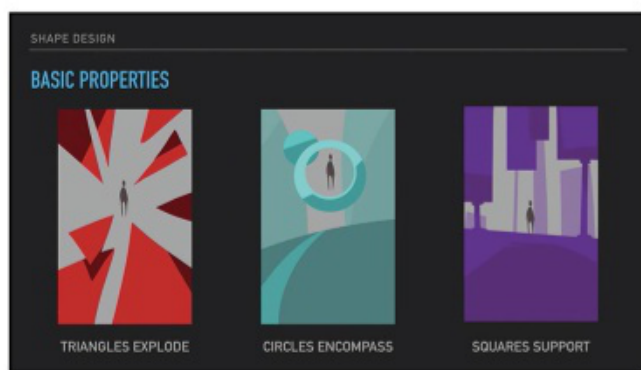 SHAPE DESIGN
BASIC PROPERTIES
TRIANGLES EXPLODE
CIRCLES ENCOMPASS
SQUARES SUPPORT